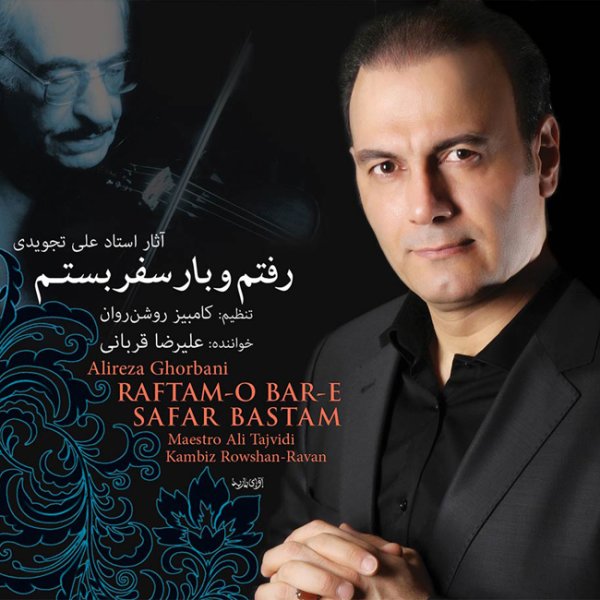 آثار استاد علی تجویدی
رفتم و بار سفر بستم
تنظیم: کامبیز روشن‌روان
خواننده: علیرضا قربانی
Alireza Ghorbani
RAFTAM-O BAR-E
SAFAR BASTAM
Maestro Ali Tajvidi
Kambiz Rowshan-Ravan